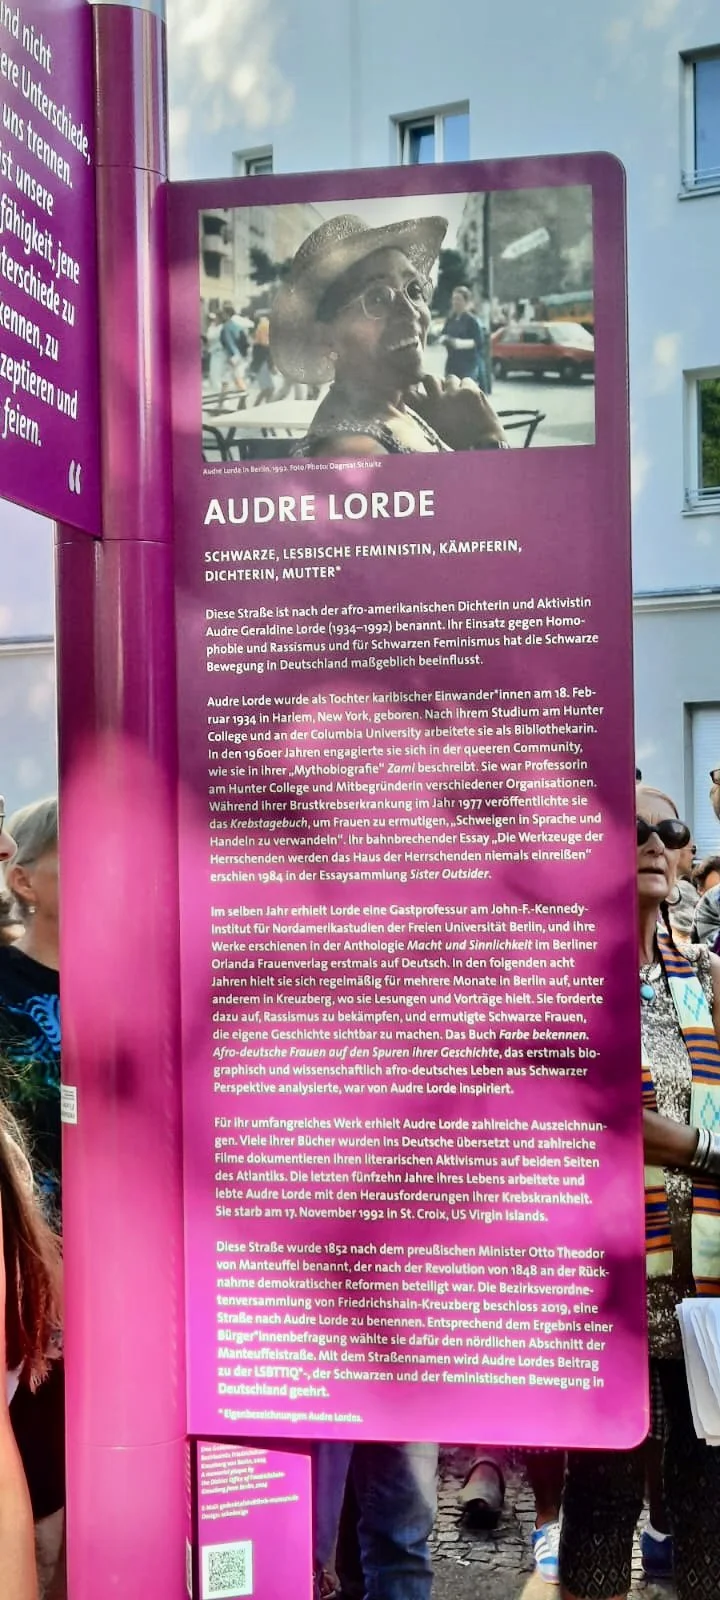 ind nicht
ere Unterschiede,
uns trennen.
ist unsere
fähigkeit, jene
terschiede zu
kennen, zu
zeptieren und
feiern.
“
Audre Lorde in Berlin, 1992. Foto/Photo: Dagmar Schultz
AUDRE LORDE
SCHWARZE, LESBISCHE FEMINISTIN, KÄMPFERIN,
DICHTERIN, MUTTER*
Diese Straße ist nach der afro-amerikanischen Dichterin und Aktivistin
Audre Geraldine Lorde (1934–1992) benannt. Ihr Einsatz gegen Homo-
phobie und Rassismus und für Schwarzen Feminismus hat die Schwarze
Bewegung in Deutschland maßgeblich beeinflusst.
Audre Lorde wurde als Tochter karibischer Einwander*innen am 18. Feb-
ruar 1934 in Harlem, New York, geboren. Nach ihrem Studium am Hunter
College und an der Columbia University arbeitete sie als Bibliothekarin.
In den 1960er Jahren engagierte sie sich in der queeren Community,
wie sie in ihrer „Mythobiografie“ Zami beschreibt. Sie war Professorin
am Hunter College und Mitbegründerin verschiedener Organisationen.
Während ihrer Brustkrebserkrankung im Jahr 1977 veröffentlichte sie
das Krebstagebuch, um Frauen zu ermutigen, „Schweigen in Sprache und
Handeln zu verwandeln“. Ihr bahnbrechender Essay „Die Werkzeuge der
Herrschenden werden das Haus der Herrschenden niemals einreißen“
erschien 1984 in der Essaysammlung Sister Outsider.
Im selben Jahr erhielt Lorde eine Gastprofessur am John-F.-Kennedy-
Institut für Nordamerikastudien der Freien Universität Berlin, und ihre
Werke erschienen in der Anthologie Macht und Sinnlichkeit im Berliner
Orlanda Frauenverlag erstmals auf Deutsch. In den folgenden acht
Jahren hielt sie sich regelmäßig für mehrere Monate in Berlin auf, unter
anderem in Kreuzberg, wo sie Lesungen und Vorträge hielt. Sie forderte
dazu auf, Rassismus zu bekämpfen, und ermutigte Schwarze Frauen,
die eigene Geschichte sichtbar zu machen. Das Buch Farbe bekennen.
Afro-deutsche Frauen auf den Spuren ihrer Geschichte, das erstmals bio-
graphisch und wissenschaftlich afro-deutsches Leben aus Schwarzer
Perspektive analysierte, war von Audre Lorde inspiriert.
Für ihr umfangreiches Werk erhielt Audre Lorde zahlreiche Auszeichnun-
gen. Viele ihrer Bücher wurden ins Deutsche übersetzt und zahlreiche
Filme dokumentieren ihren literarischen Aktivismus auf beiden Seiten
des Atlantiks. Die letzten fünfzehn Jahre ihres Lebens arbeitete und
lebte Audre Lorde mit den Herausforderungen ihrer Krebskrankheit.
Sie starb am 17. November 1992 in St. Croix, US Virgin Islands.
Diese Straße wurde 1852 nach dem preußischen Minister Otto Theodor
von Manteuffel benannt, der nach der Revolution von 1848 an der Rück-
nahme demokratischer Reformen beteiligt war. Die Bezirksverordne-
tenversammlung von Friedrichshain-Kreuzberg beschloss 2019, eine
Straße nach Audre Lorde zu benennen. Entsprechend dem Ergebnis einer
Bürger*innenbefragung wählte sie dafür den nördlichen Abschnitt der
Manteuffelstraße. Mit dem Straßennamen wird Audre Lordes Beitrag
zu der LSBTTIQ*-, der Schwarzen und der feministischen Bewegung in
Deutschland geehrt.
* Eigenbezeichnungen Audre Lordes.
Kreuzberg von Berlin, 2024
A memorial plaque by
The District Office of Friedrichshain-
Kreuzberg from Berlin, 2024